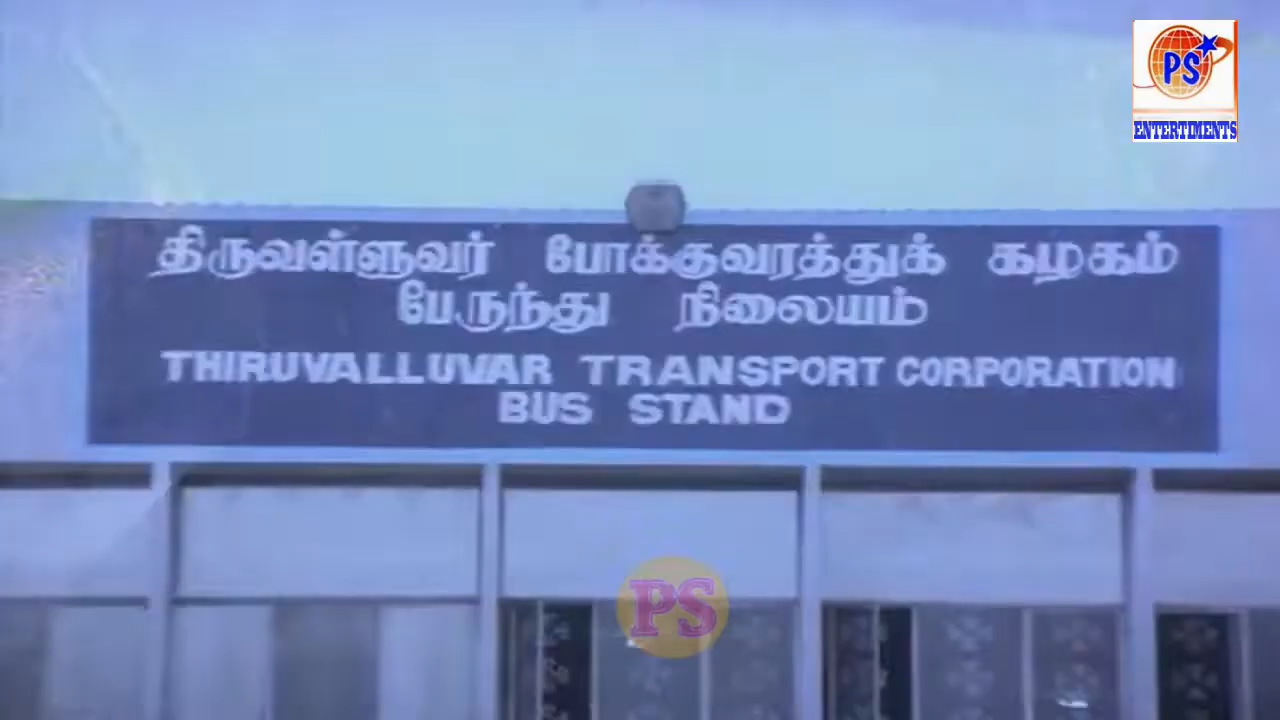 PS
ENTERTIMENTS
திருவள்ளுவர் போக்குவரத்துக் கழகம்
பேருந்து நிலையம்
THIRUVALLUVAR TRANSPORT CORPORATION
BUS STAND
PS